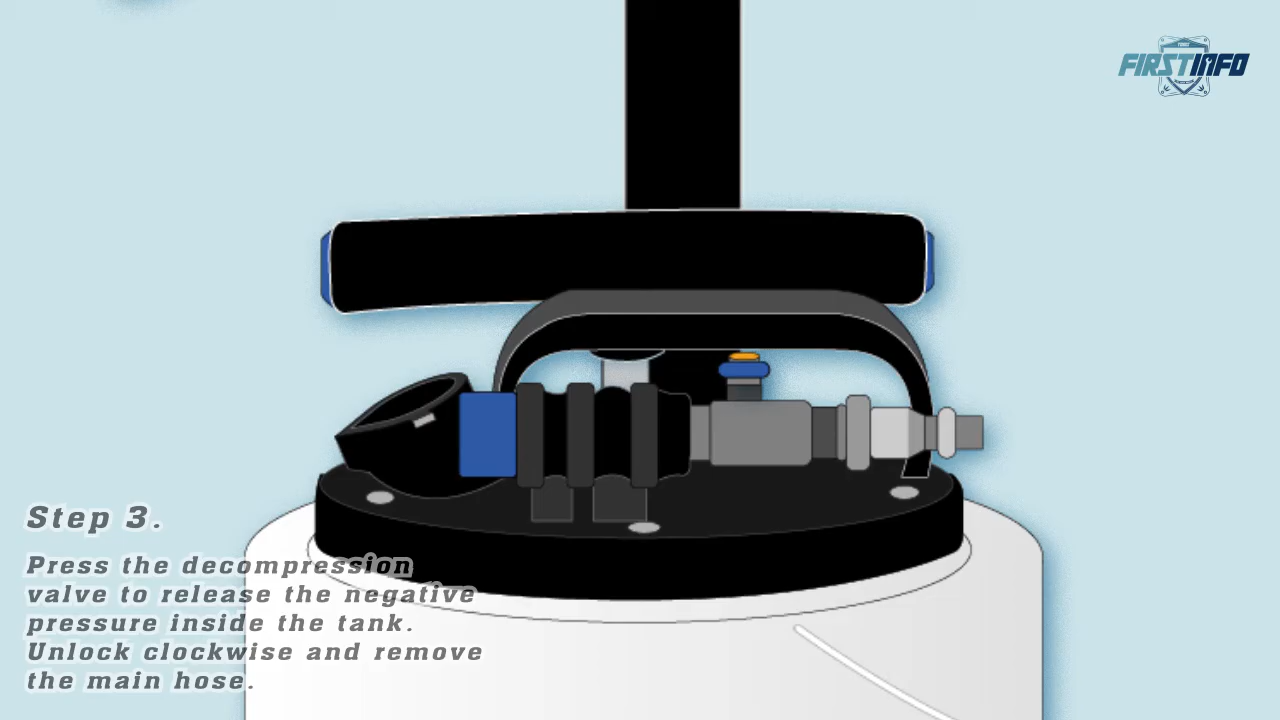 FIRSTINFO
Step 3.
Press the decompression
valve to release the negative
pressure inside the tank.
Unlock clockwise and remove
the main hose.